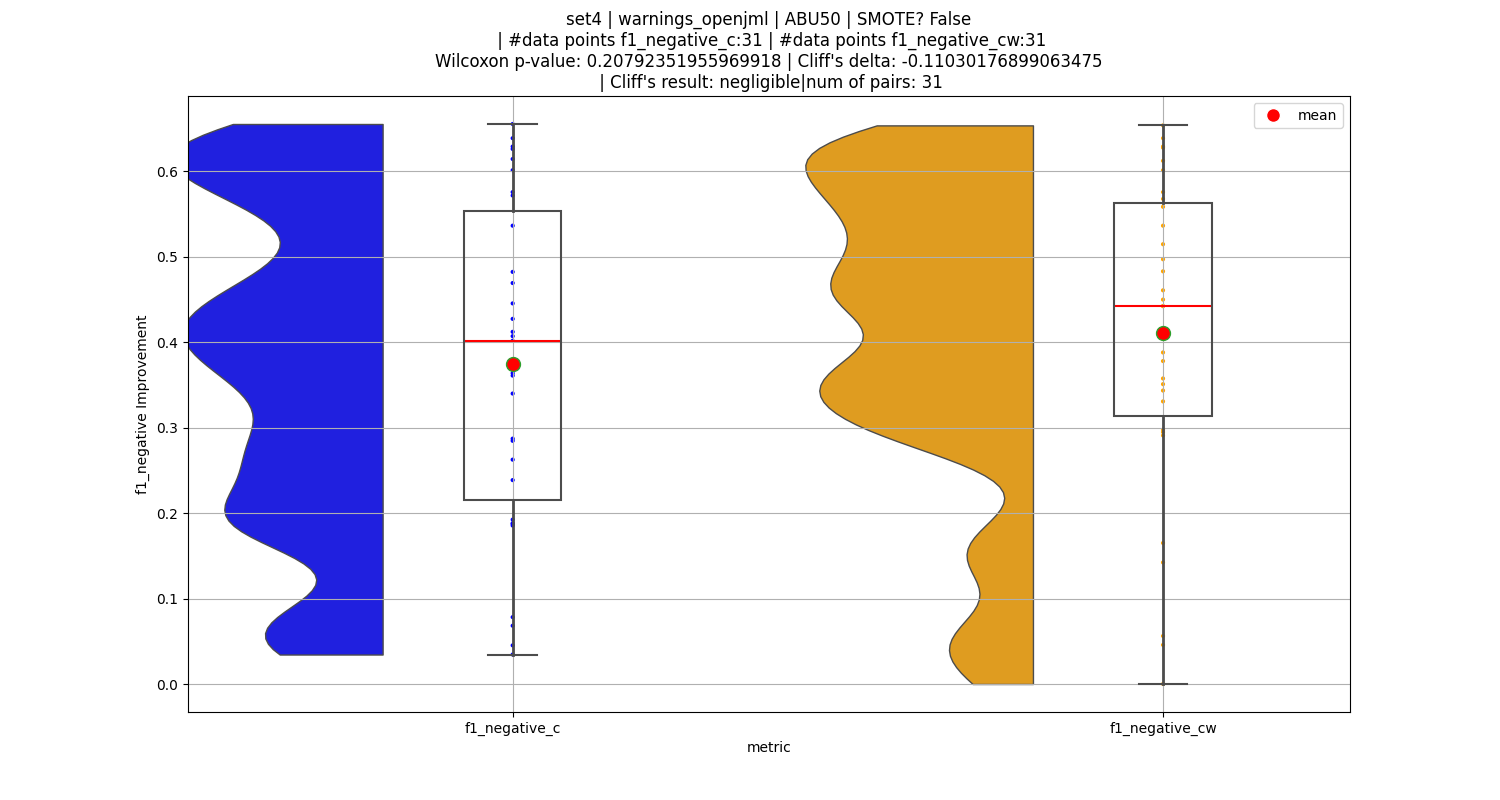 set4 | warnings_openjml | ABU50 | SMOTE? False
| #data points f1_negative_c:31 | #data points f1_negative_cw:31
Wilcoxon p-value: 0.20792351955969918 | Cliff's delta: -0.11030176899063475
| Cliff's result: negligible|num of pairs: 31
mean
0.6
0.5
0.4
0.3
0.2
0.1
0.0
f1_negative Improvement
f1_negative_c
f1_negative_cw
metric